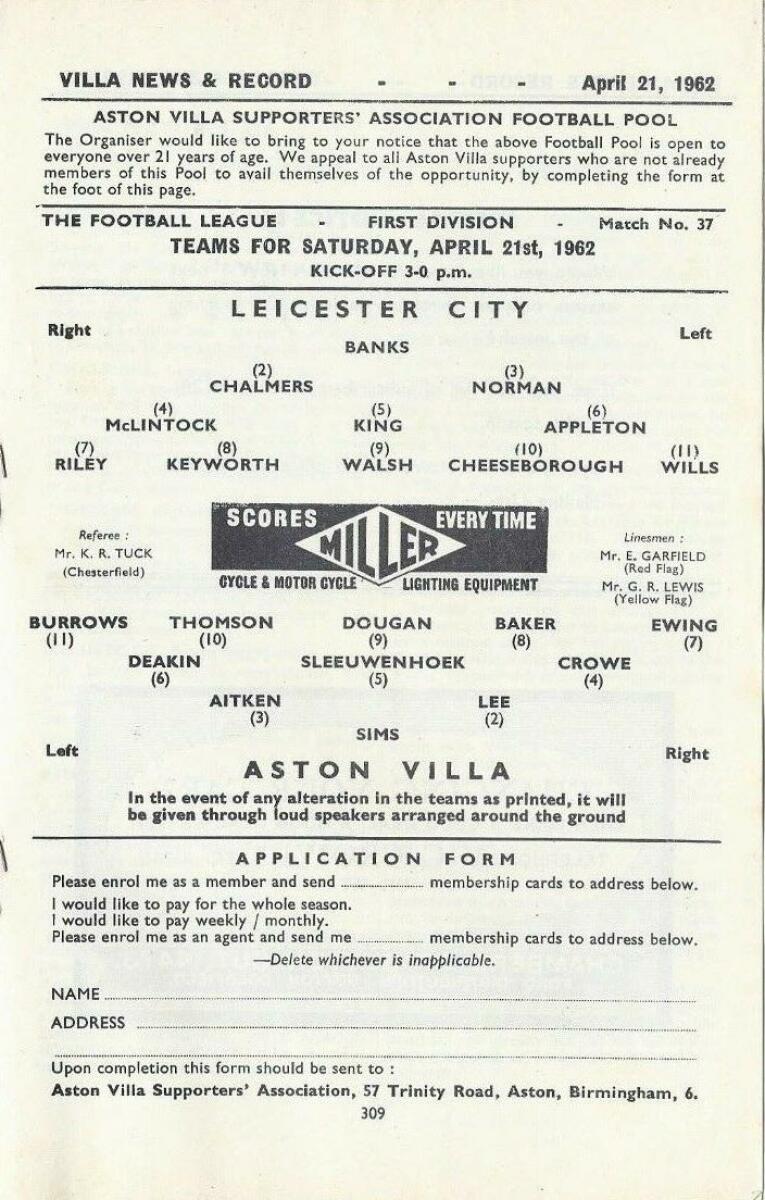 VILLA NEWS & RECORD - - - April 21, 1962
ASTON VILLA SUPPORTERS' ASSOCIATION FOOTBALL POOL
The Organiser would like to bring to your notice that the above Football Pool is open to
everyone over 21 years of age. We appeal to all Aston Villa supporters who are not already
members of this Pool to avail themselves of the opportunity, by completing the form at
the foot of this page.
THE FOOTBALL LEAGUE - FIRST DIVISION - Match No. 37
TEAMS FOR SATURDAY, APRIL 21st, 1962
KICK-OFF 3-0 p.m.
LEICESTER CITY
Right Left
BANKS
(2) (3)
CHALMERS NORMAN
(4) (5) (6)
McLINTOCK KING APPLETON
(7) (8) (9) (10) (11)
RILEY KEYWORTH WALSH CHEESEBOROUGH WILLS
SCORES EVERY TIME
MILLER
CYCLE & MOTOR CYCLE LIGHTING EQUIPMENT
Referee :
Mr. K. R. TUCK
(Chesterfield)
Linesmen :
Mr. E. GARFIELD
(Red Flag)
Mr. G. R. LEWIS
(Yellow Flag)
BURROWS THOMSON DOUGAN BAKER EWING
(11) (10) (9) (8) (7)
DEAKIN SLEEUWENHOEK CROWE
(6) (5) (4)
AITKEN LEE
(3) (2)
SIMS
Left Right
ASTON VILLA
In the event of any alteration in the teams as printed, it will
be given through loud speakers arranged around the ground
APPLICATION FORM
Please enrol me as a member and send ........................ membership cards to address below.
I would like to pay for the whole season.
I would like to pay weekly / monthly.
Please enrol me as an agent and send me ................... membership cards to address below.
—Delete whichever is inapplicable.
NAME
ADDRESS
Upon completion this form should be sent to :
Aston Villa Supporters' Association, 57 Trinity Road, Aston, Birmingham, 6.
309